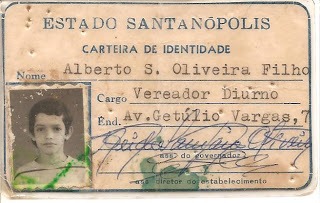 ESTADO SANTANÓPOLIS
CARTEIRA DE IDENTIDADE
Nome Alberto S. Oliveira Filho
Cargo Vereador Diurno
End. Av.Getúlio Vargas,7
ass do governador
ass diretor do estabelecimento